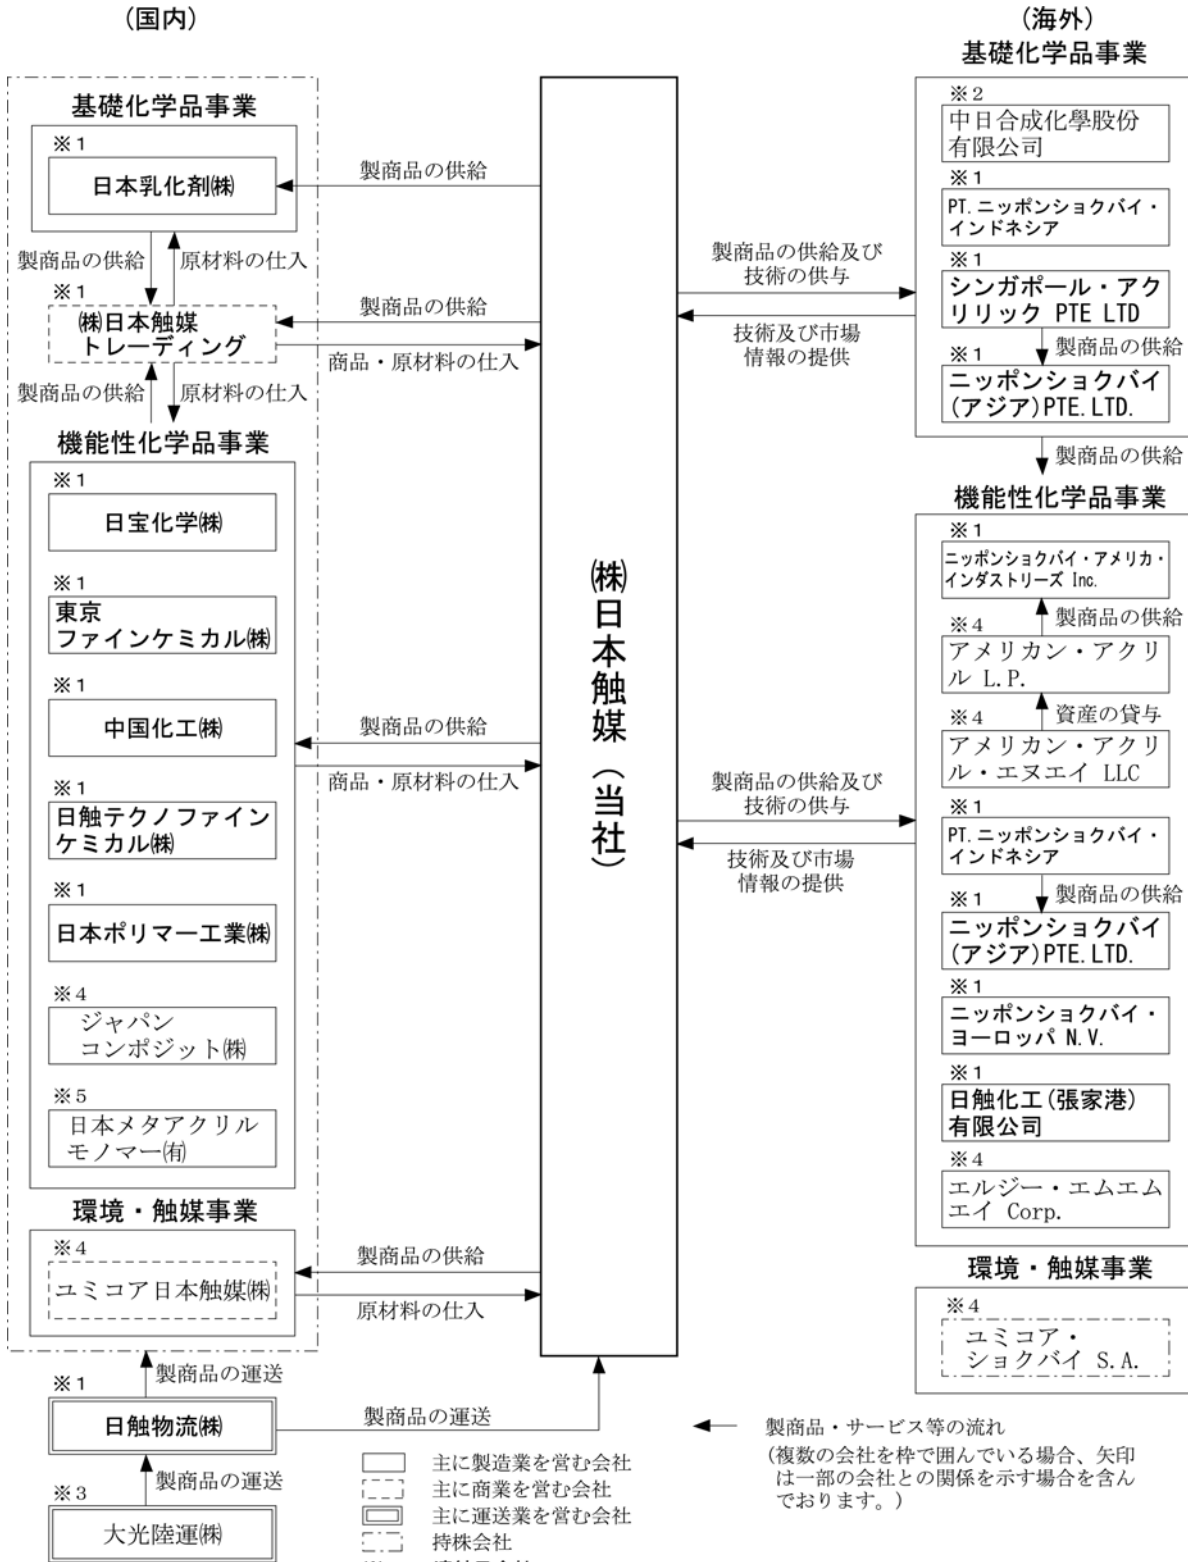 (国内)
基礎化学品事業
※1
日本乳化剤㈱
製商品の供給
製商品の供給
原材料の仕入
※1
㈱日本触媒
トレーディング
製商品の供給
商品・原材料の仕入
製商品の供給
原材料の仕入
機能性化学品事業
※1
日宝化学㈱
※1
東京
ファインケミカル㈱
※1
中国化工㈱
製商品の供給
商品・原材料の仕入
※1
日触テクノファイン
ケミカル㈱
※1
日本ポリマー工業㈱
※4
ジャパン
コンポジット㈱
※5
日本メタアクリル
モノマー㈲
環境・触媒事業
※4
ユミコア日本触媒㈱
製商品の供給
原材料の仕入
製商品の運送
※1
日触物流㈱
製商品の運送
製商品の運送
※3
大光陸運㈱
㈱日本触媒(当社)
(海外)
基礎化学品事業
※2
中日合成化學股份
有限公司
※1
PT.ニッポンショクバイ・
インドネシア
製商品の供給及び
技術の供与
技術及び市場
情報の提供
※1
シンガポール・アク
リリック PTE LTD
製商品の供給
※1
ニッポンショクバイ
(アジア)PTE.LTD.
製商品の供給
機能性化学品事業
※1
ニッポンショクバイ・アメリカ・
インダストリーズ Inc.
製商品の供給
※4
アメリカン・アクリ
ル L.P.
資産の貸与
※4
アメリカン・アクリ
ル・エヌエイ LLC
製商品の供給及び
技術の供与
技術及び市場
情報の提供
※1
PT.ニッポンショクバイ・
インドネシア
製商品の供給
※1
ニッポンショクバイ
(アジア)PTE.LTD.
※1
ニッポンショクバイ・
ヨーロッパ N.V.
※1
日触化工(張家港)
有限公司
※4
エルジー・エムエム
エイ Corp.
環境・触媒事業
※4
ユミコア・
ショクバイ S.A.
主に製造業を営む会社
主に商業を営む会社
主に運送業を営む会社
持株会社
製商品・サービス等の流れ
(複数の会社を枠で囲んでいる場合、矢印
は一部の会社との関係を示す場合を含ん
でおります。)